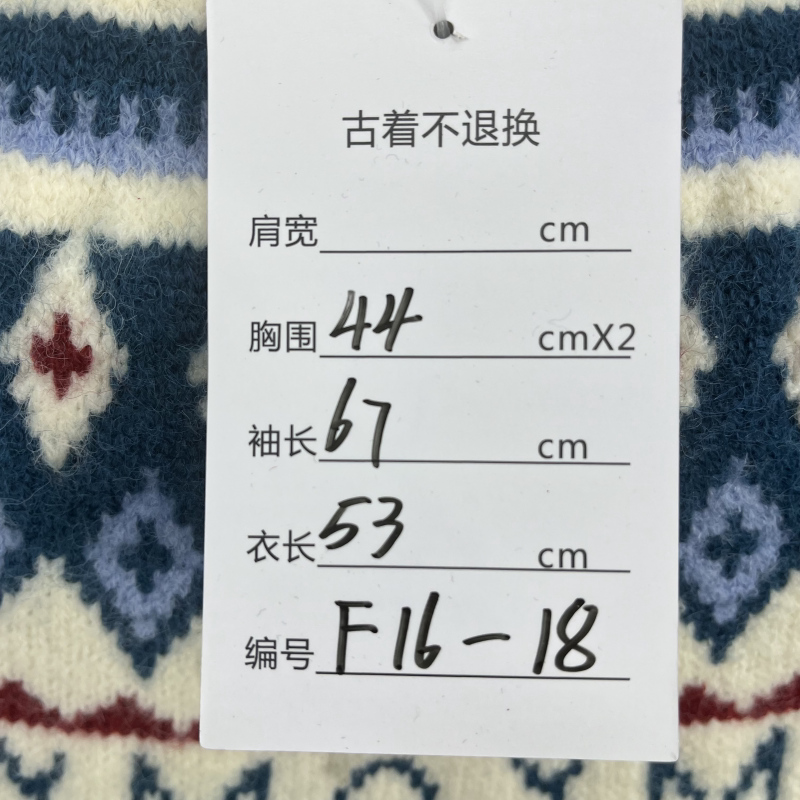 古着不退换
肩宽 cm
胸围 44 cmX2
袖长 67 cm
衣长 53 cm
编号 F16-18